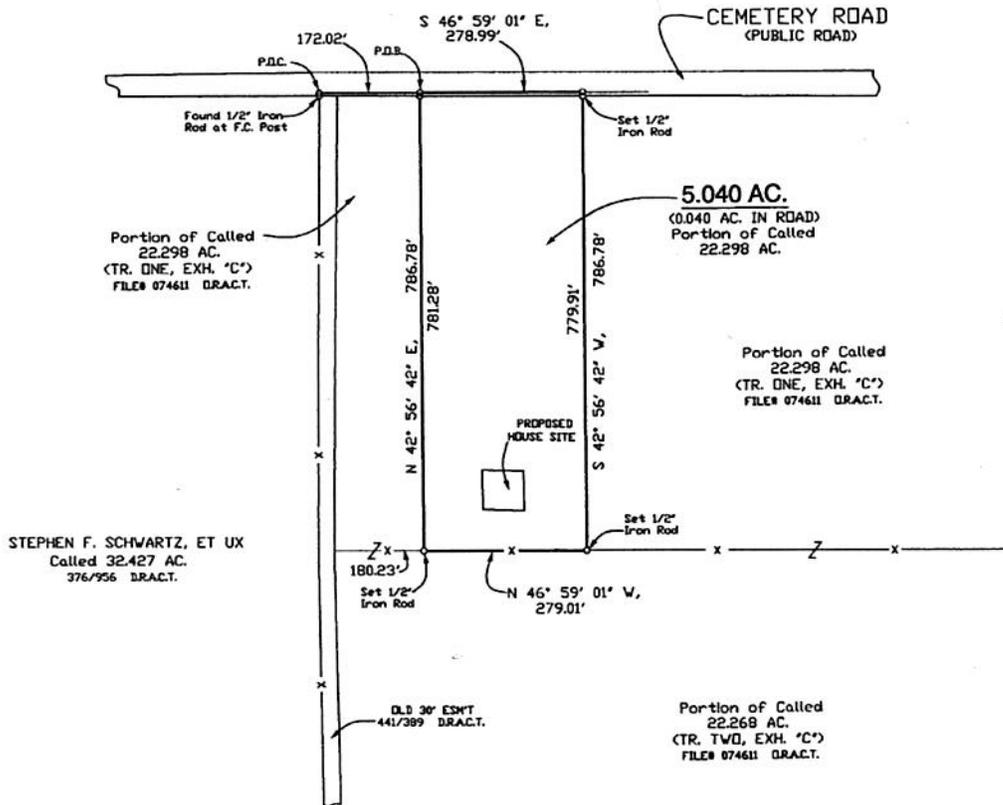 CEMETERY ROAD
(PUBLIC ROAD)
S 46° 59' 01" E,
278.99'
172.02'
P.O.C.
P.O.B.
Found 1/2" Iron
Rod at F.C. Post
Set 1/2"
Iron Rod
5.040 AC.
(0.040 AC. IN ROAD)
Portion of Called
22.298 AC.
Portion of Called
22.298 AC.
(TR. ONE, EXH. "C")
FILE# 074611 O.R.A.C.T.
N 42° 56' 42" E, 786.78'
781.28'
779.91'
S 42° 56' 42" W, 786.78'
Portion of Called
22.298 AC.
(TR. ONE, EXH. "C")
FILE# 074611 O.R.A.C.T.
PROPOSED
HOUSE SITE
STEPHEN F. SCHWARTZ, ET UX
Called 32.427 AC.
376/956 D.R.A.C.T.
Set 1/2"
Iron Rod
180.23'
Set 1/2"
Iron Rod
N 46° 59' 01" W,
279.01'
OLD 30' ESM'T
441/389 D.R.A.C.T.
Portion of Called
22.268 AC.
(TR. TWO, EXH. "C")
FILE# 074611 O.R.A.C.T.